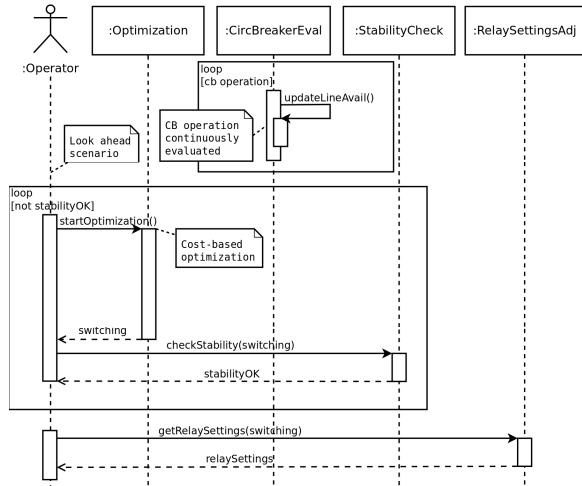 :Operator
:Optimization
:CircBreakerEval
:StabilityCheck
:RelaySettingsAdj
loop
[cb operation]
updateLineAvail()
CB operation
continuously
evaluated
Look ahead
scenario
loop
[not stabilityOK]
startOptimization()
Cost-based
optimization
switching
checkStability(switching)
stabilityOK
getRelaySettings(switching)
relaySettings